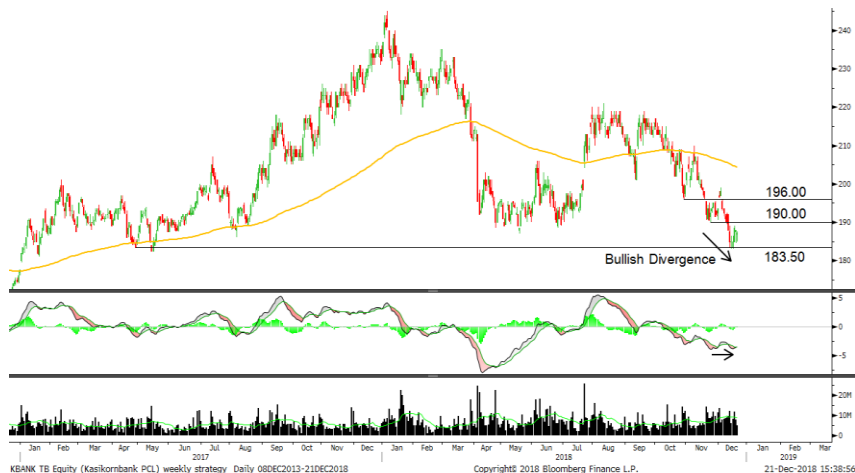 240
230
220
210
200
196.00
190.00
190
Bullish Divergence
183.50
180
5
0
-5
20M
10M
0
Jan Feb Mar Apr May Jun Jul Aug Sep Oct Nov Dec Jan Feb Mar Apr May Jun Jul Aug Sep Oct Nov Dec Jan Feb Mar
2017 2018 2019
KBANK TB Equity (Kasikornbank PCL) weekly strategy Daily 08DEC2013-21DEC2018 Copyright© 2018 Bloomberg Finance L.P. 21-Dec-2018 15:38:56